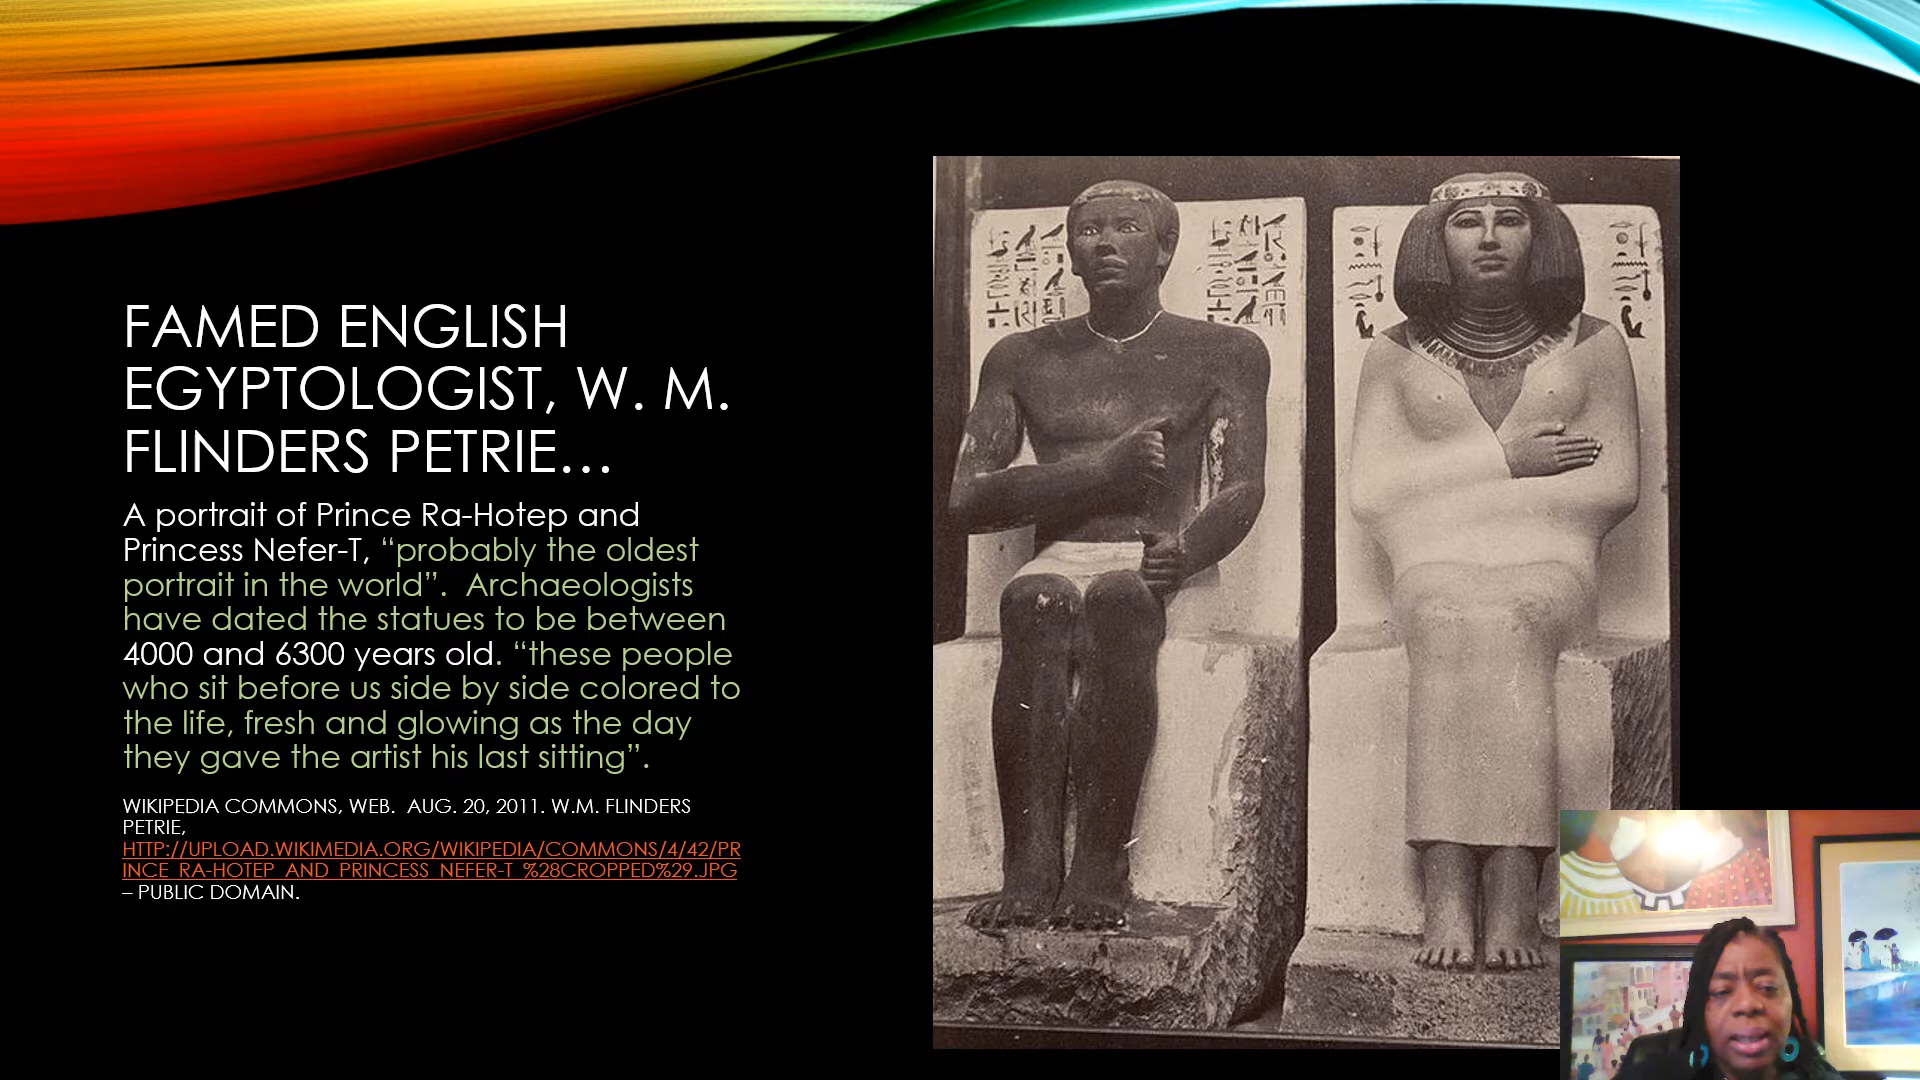 FAMED ENGLISH
EGYPTOLOGIST, W. M.
FLINDERS PETRIE…
A portrait of Prince Ra-Hotep and
Princess Nefer-T, “probably the oldest
portrait in the world”.  Archaeologists
have dated the statues to be between
4000 and 6300 years old. “these people
who sit before us side by side colored to
the life, fresh and glowing as the day
they gave the artist his last sitting”.
WIKIPEDIA COMMONS, WEB.  AUG. 20, 2011. W.M. FLINDERS
PETRIE,
HTTP://UPLOAD.WIKIMEDIA.ORG/WIKIPEDIA/COMMONS/4/42/PR
INCE_RA-HOTEP_AND_PRINCESS_NEFER-T_%28CROPPED%29.JPG
– PUBLIC DOMAIN.